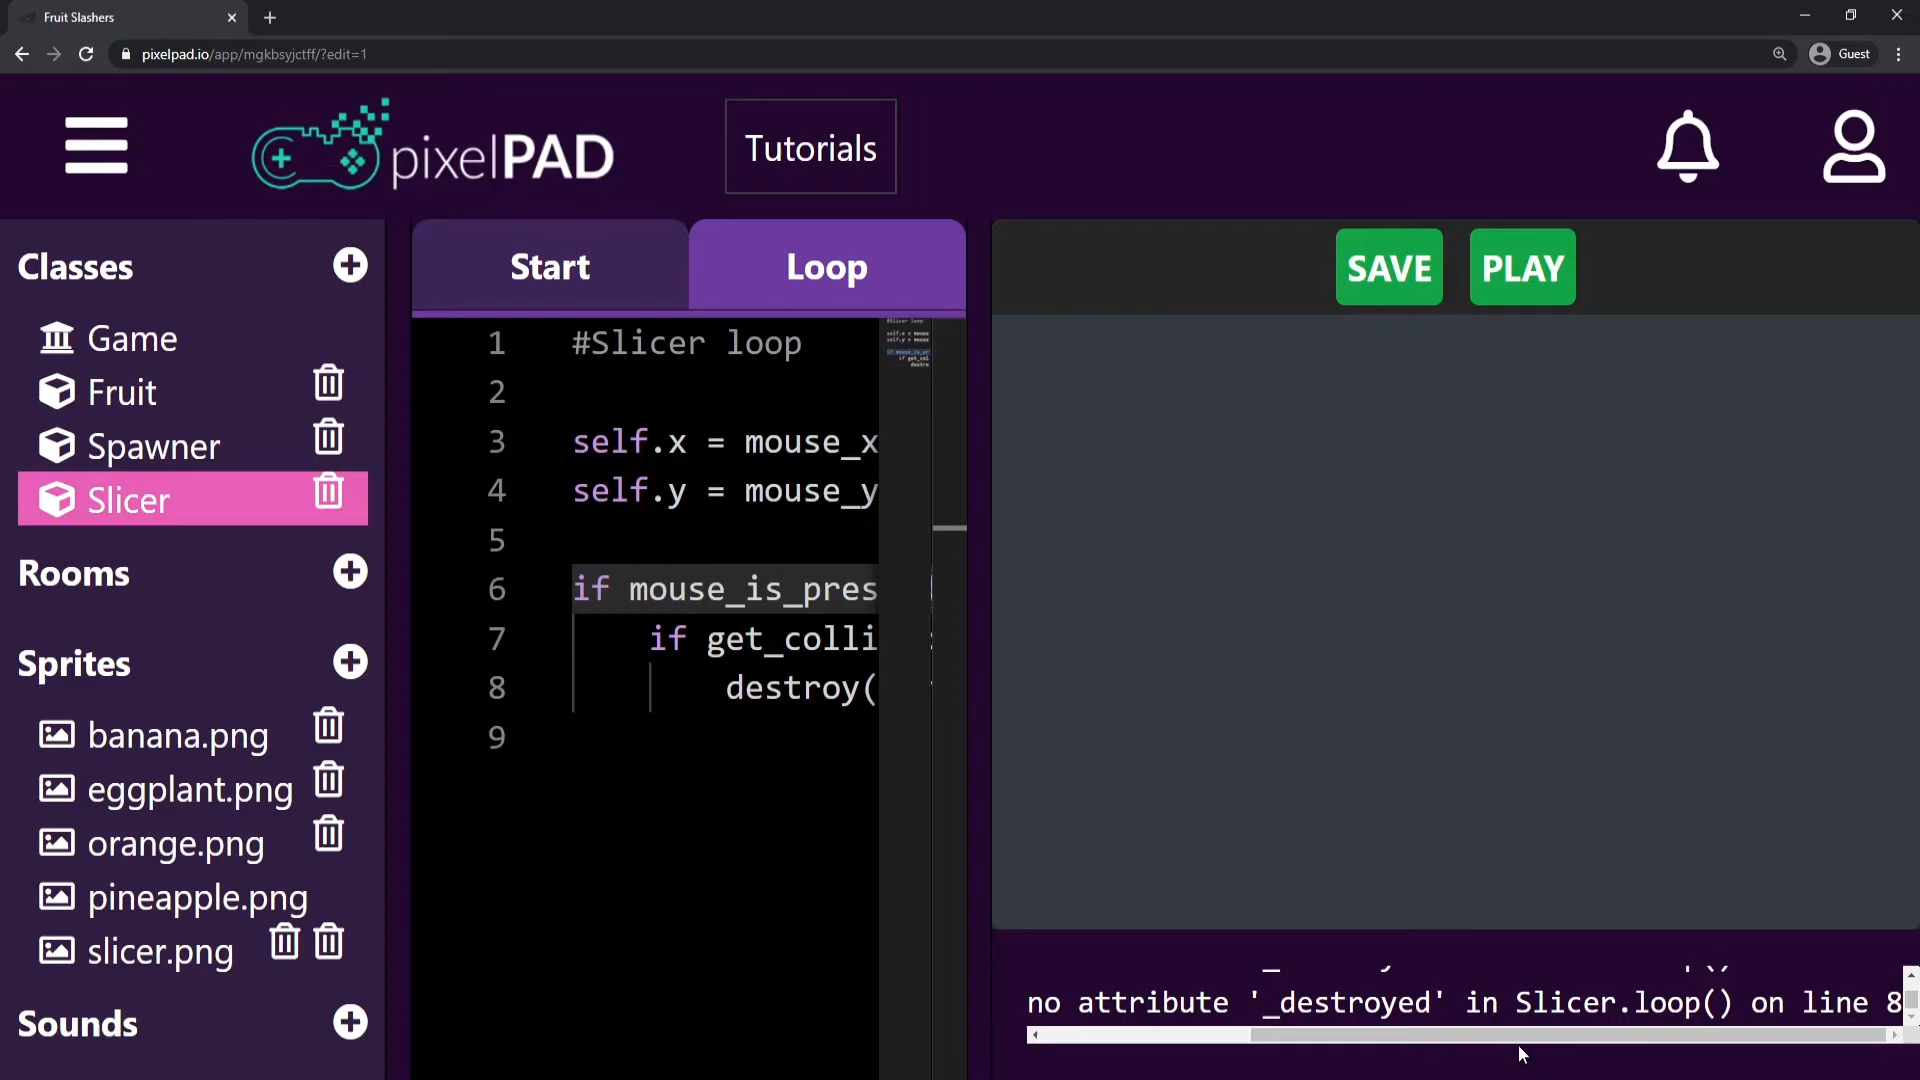 Fruit Slashers
pixelpad.io/app/mgkbsyjctff/?edit=1
Guest
pixelPAD
Tutorials
Classes
Game
Fruit
Spawner
Slicer
Rooms
Sprites
banana.png
eggplant.png
orange.png
pineapple.png
slicer.png
Sounds
Start
Loop
1 #Slicer loop
2
3 self.x = mouse_x
4 self.y = mouse_y
5
6 if mouse_is_pres
7 if get_colli
8 destroy(
9
SAVE
PLAY
no attribute '_destroyed' in Slicer.loop() on line 8